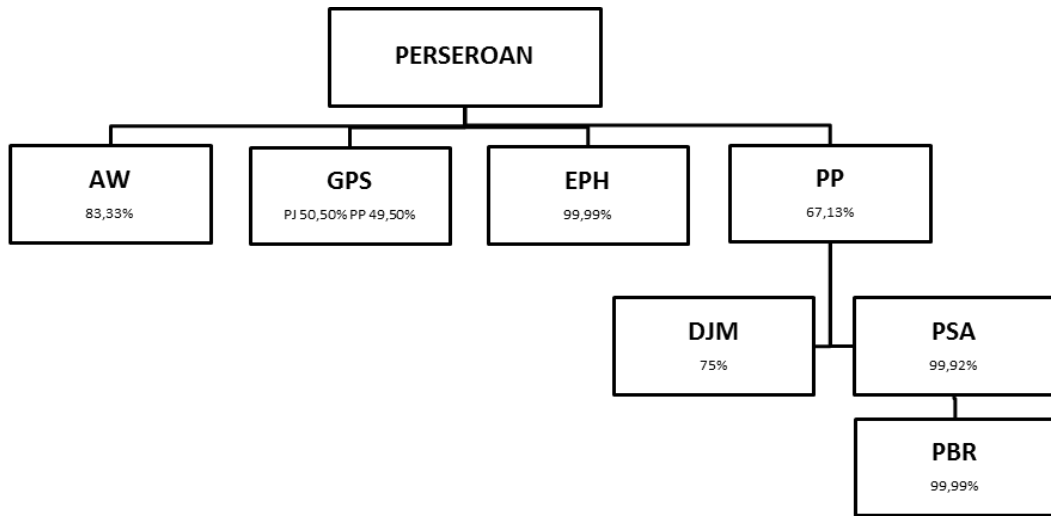 PERSEROAN
AW
83,33%
GPS
PJ 50,50% PP 49,50%
EPH
99,99%
PP
67,13%
DJM
75%
PSA
99,92%
PBR
99,99%